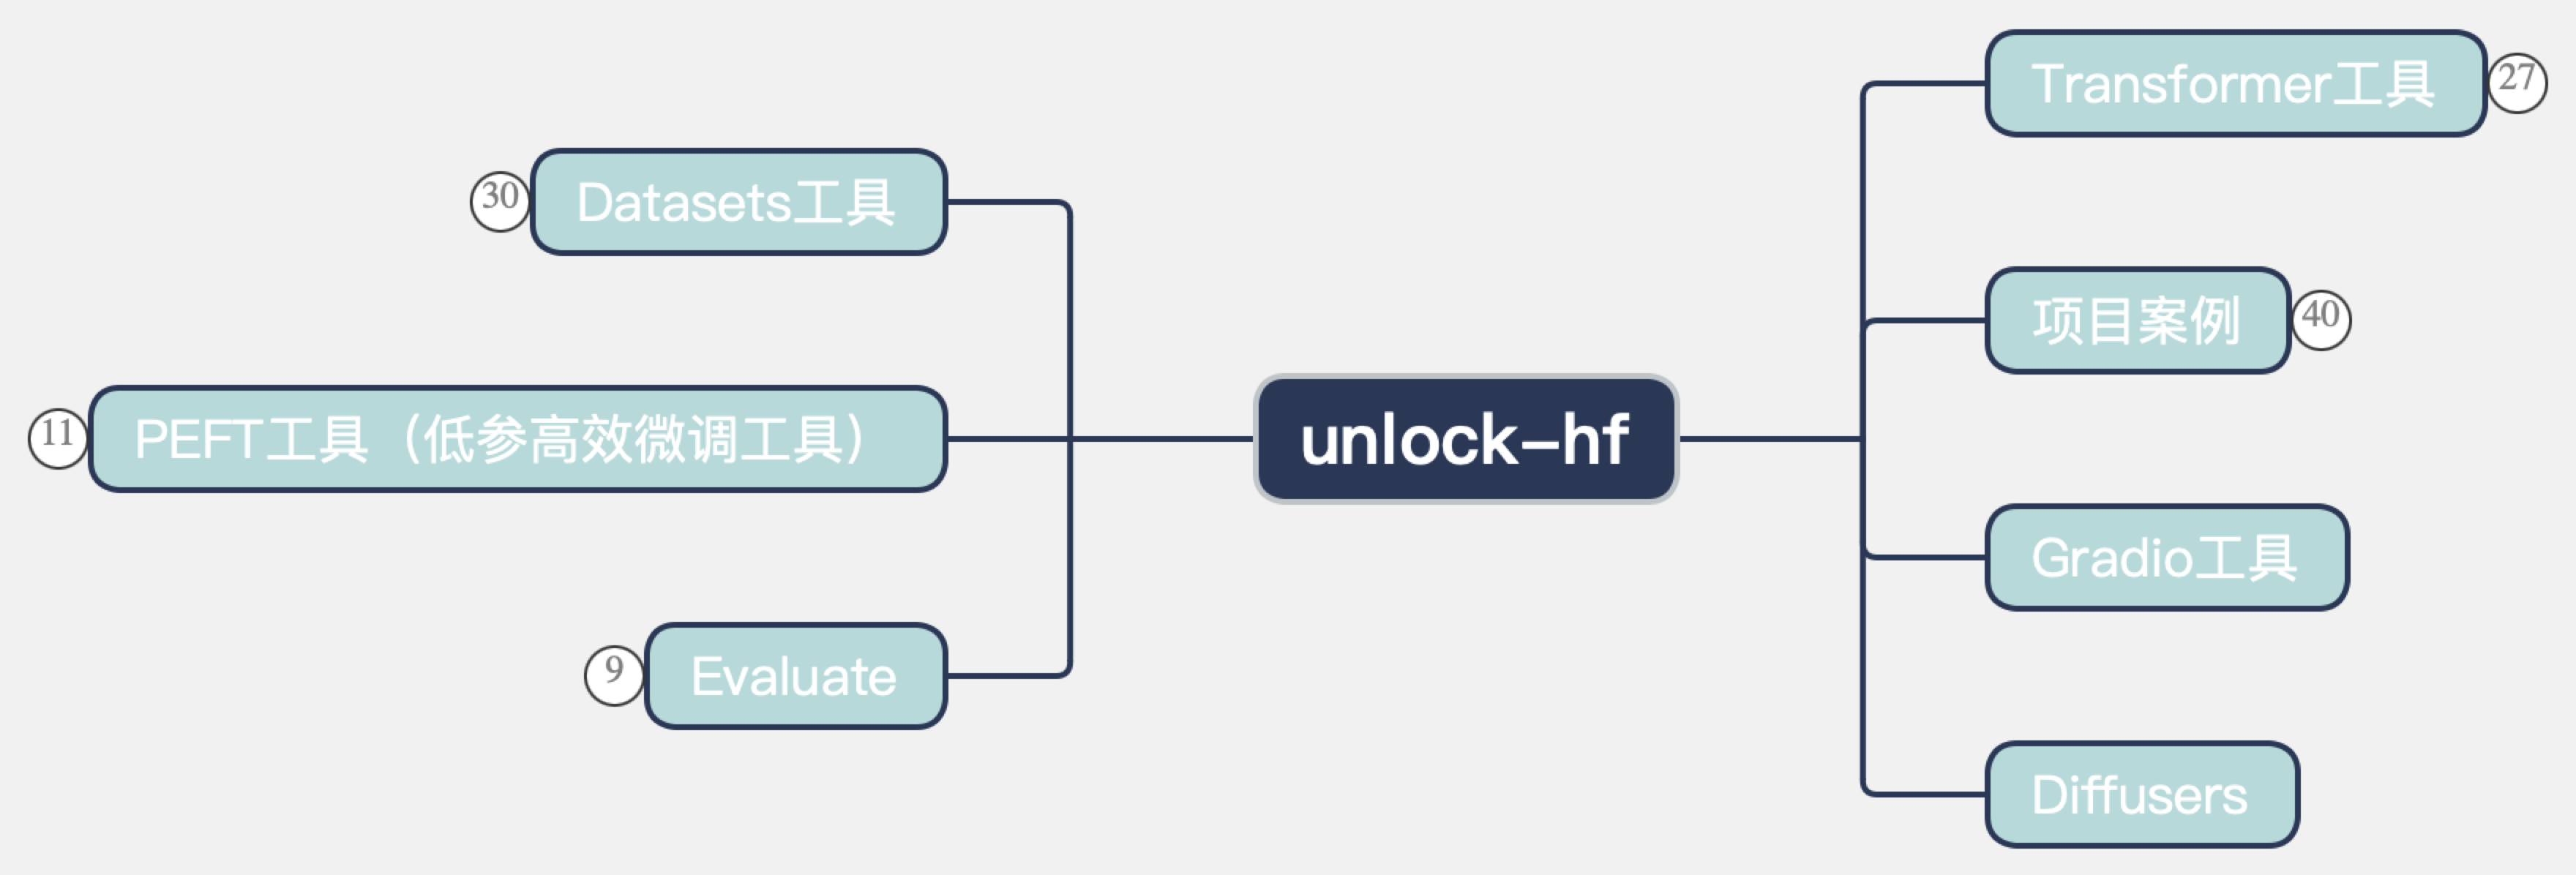 unlock-hf
Transformer工具
27
项目案例
40
Gradio工具
Diffusers
30
Datasets工具
11
PEFT工具（低参高效微调工具）
9
Evaluate